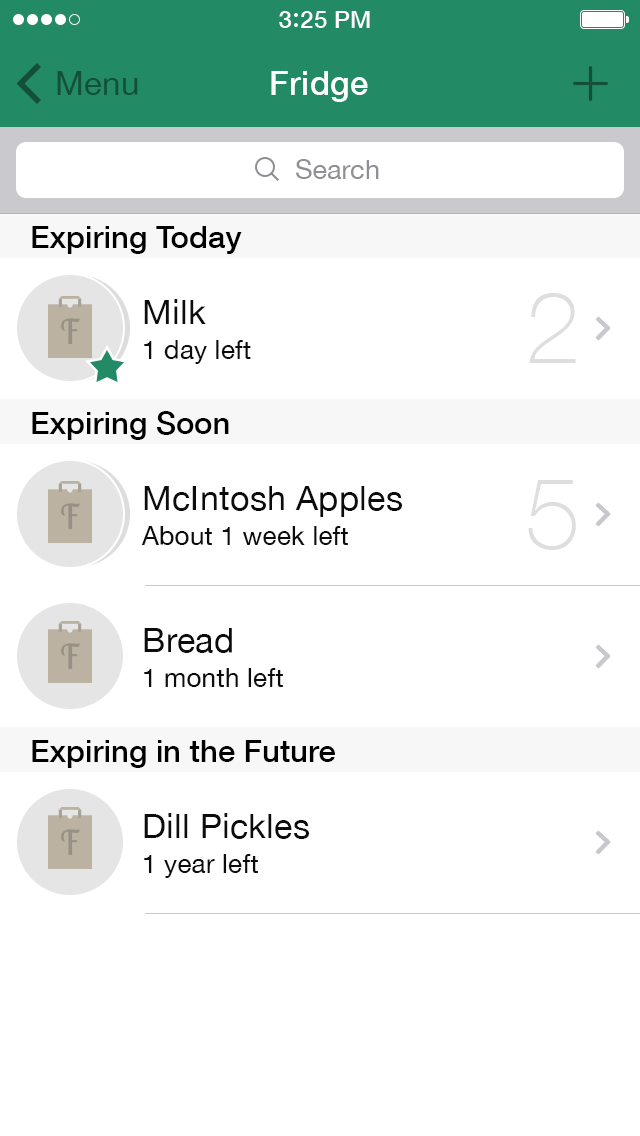 3:25 PM
Menu
Fridge
Search
Expiring Today
F
Milk
1 day left
2
Expiring Soon
F
McIntosh Apples
About 1 week left
5
F
Bread
1 month left
Expiring in the Future
F
Dill Pickles
1 year left